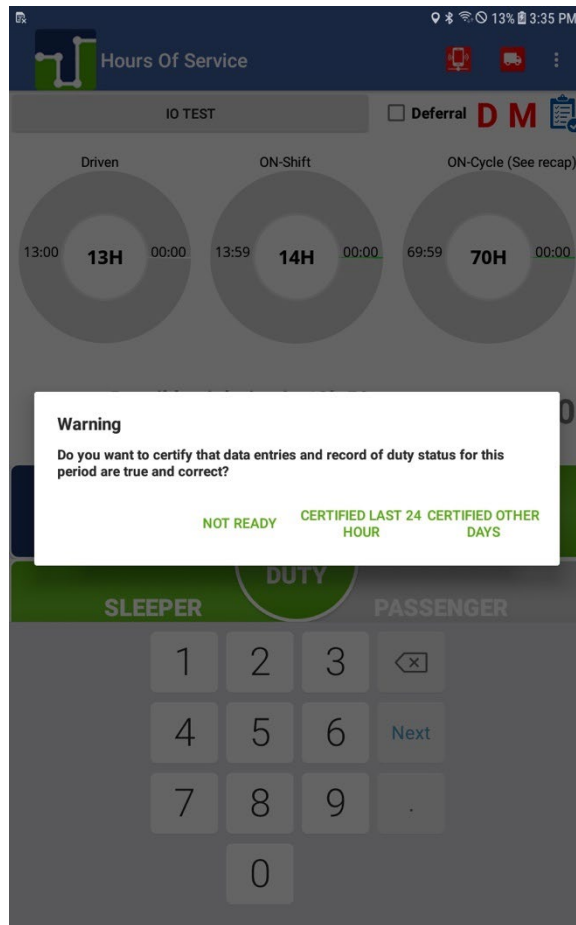 13% 3:35 PM
Hours Of Service
IO TEST
Deferral D M
Driven ON-Shift ON-Cycle (See recap)
13:00 13H 00:00 13:59 14H 00:00 69:59 70H 00:00
0
Warning
Do you want to certify that data entries and record of duty status for this
period are true and correct?
NOT READY
CERTIFIED LAST 24
HOUR
CERTIFIED OTHER
DAYS
DUTY
SLEEPER PASSENGER
1 2 3
4 5 6 Next
7 8 9 .
0